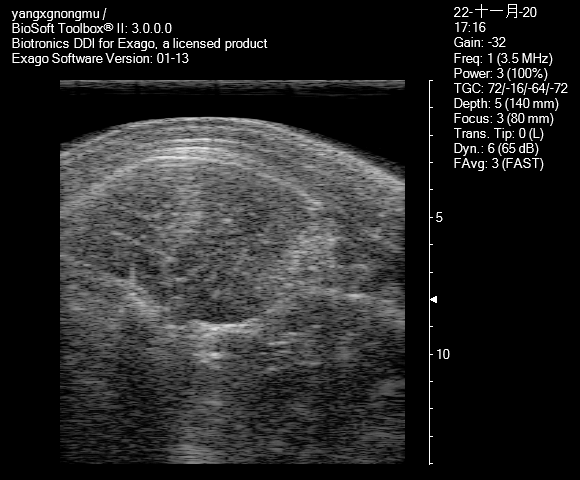 yangxgnongmu /
BioSoft Toolbox® II: 3.0.0.0
Biotronics DDI for Exago, a licensed product
Exago Software Version: 01-13
22-十一月-20
17:16
Gain: -32
Freq: 1 (3.5 MHz)
Power: 3 (100%)
TGC: 72/-16/-64/-72
Depth: 5 (140 mm)
Focus: 3 (80 mm)
Trans. Tip: 0 (L)
Dyn.: 6 (65 dB)
FAvg: 3 (FAST)
5
10